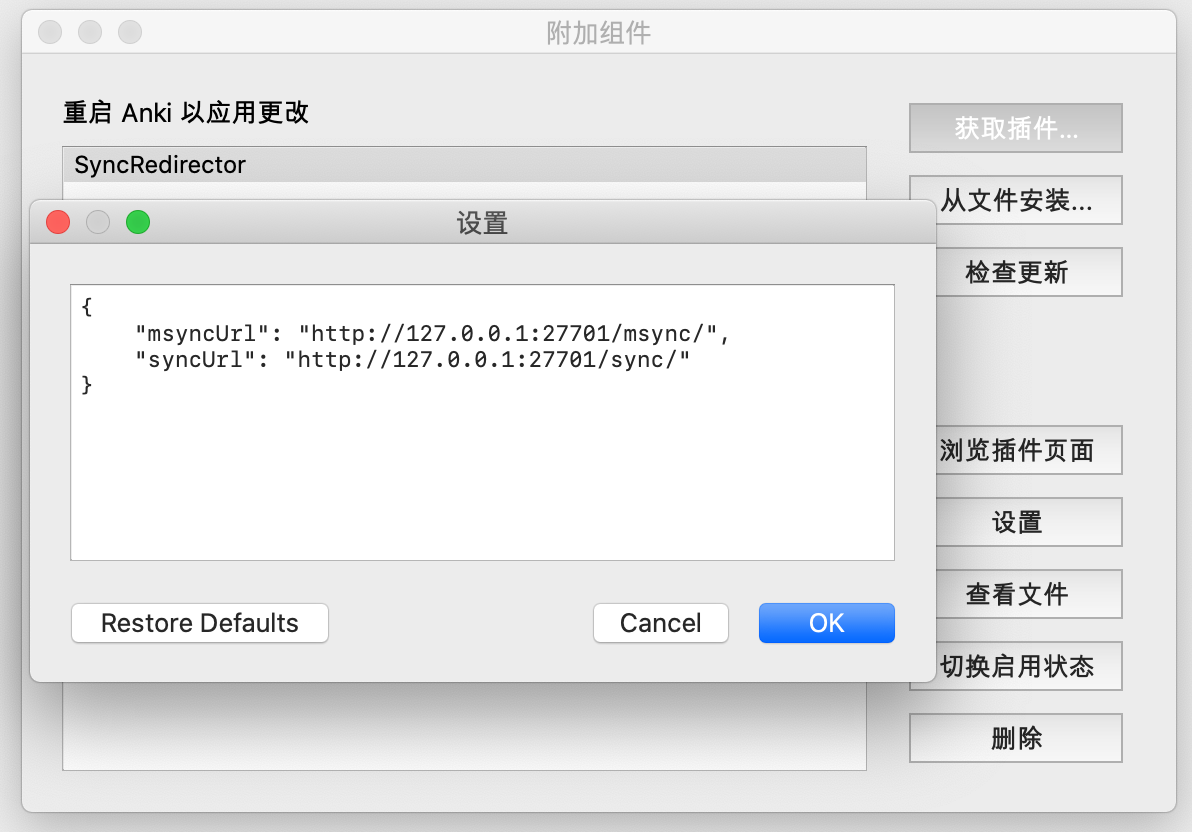 附加组件
重启 Anki 以应用更改
SyncRedirector
获取插件...
从文件安装...
检查更新
设置
{
    "msyncUrl": "http://127.0.0.1:27701/msync/",
    "syncUrl": "http://127.0.0.1:27701/sync/"
}
Restore Defaults
Cancel
OK
浏览插件页面
设置
查看文件
切换启用状态
删除